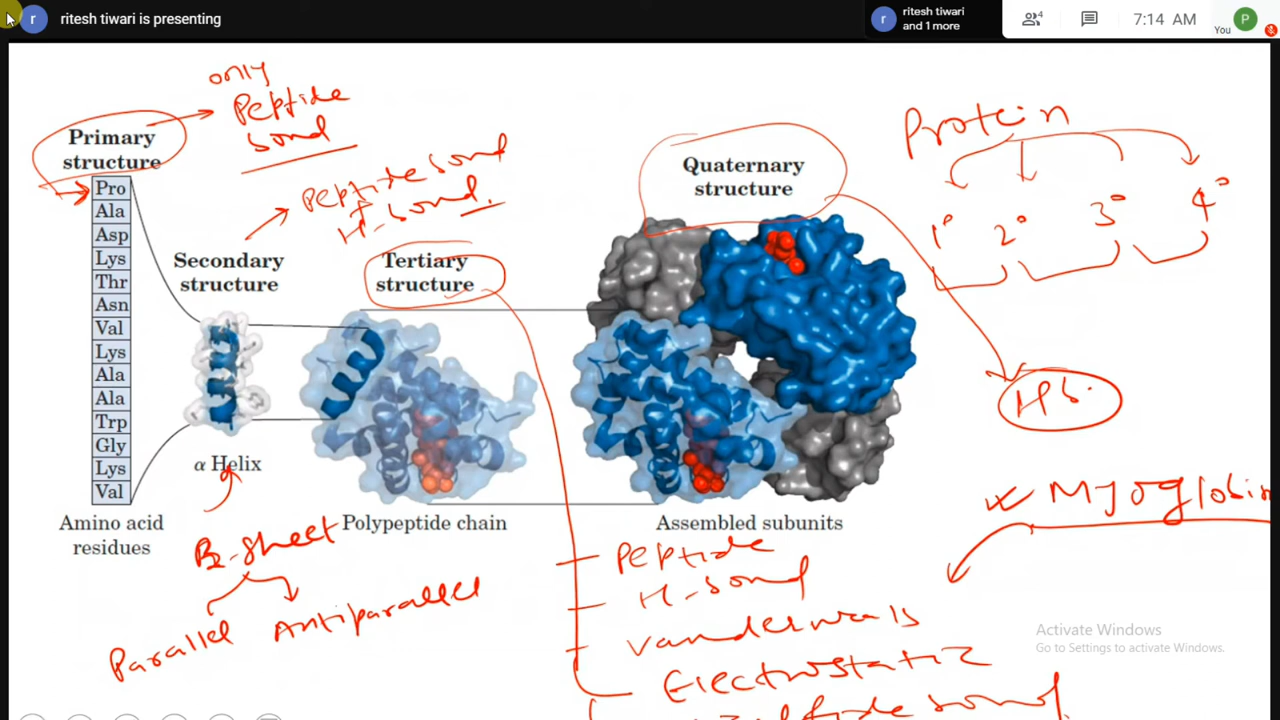 r ritesh tiwari is presenting
r ritesh tiwari
and 1 more
4
7:14 AM
You
P
only
Peptide
bond
Primary
structure
Peptide bond
H-bond.
Quaternary
structure
Protein
1° 2° 3° 4°
Pro
Ala
Asp
Lys
Thr
Asn
Val
Lys
Ala
Ala
Trp
Gly
Lys
Val
Amino acid
residues
Secondary
structure
α Helix
Tertiary
structure
Polypeptide chain
Assembled subunits
Hb.
Myoglobin
-sheet
Parallel Antiparallel
Peptide
H-bond
Vanderwals
Electrostatic
bond
Activate Windows
Go to Settings to activate Windows.